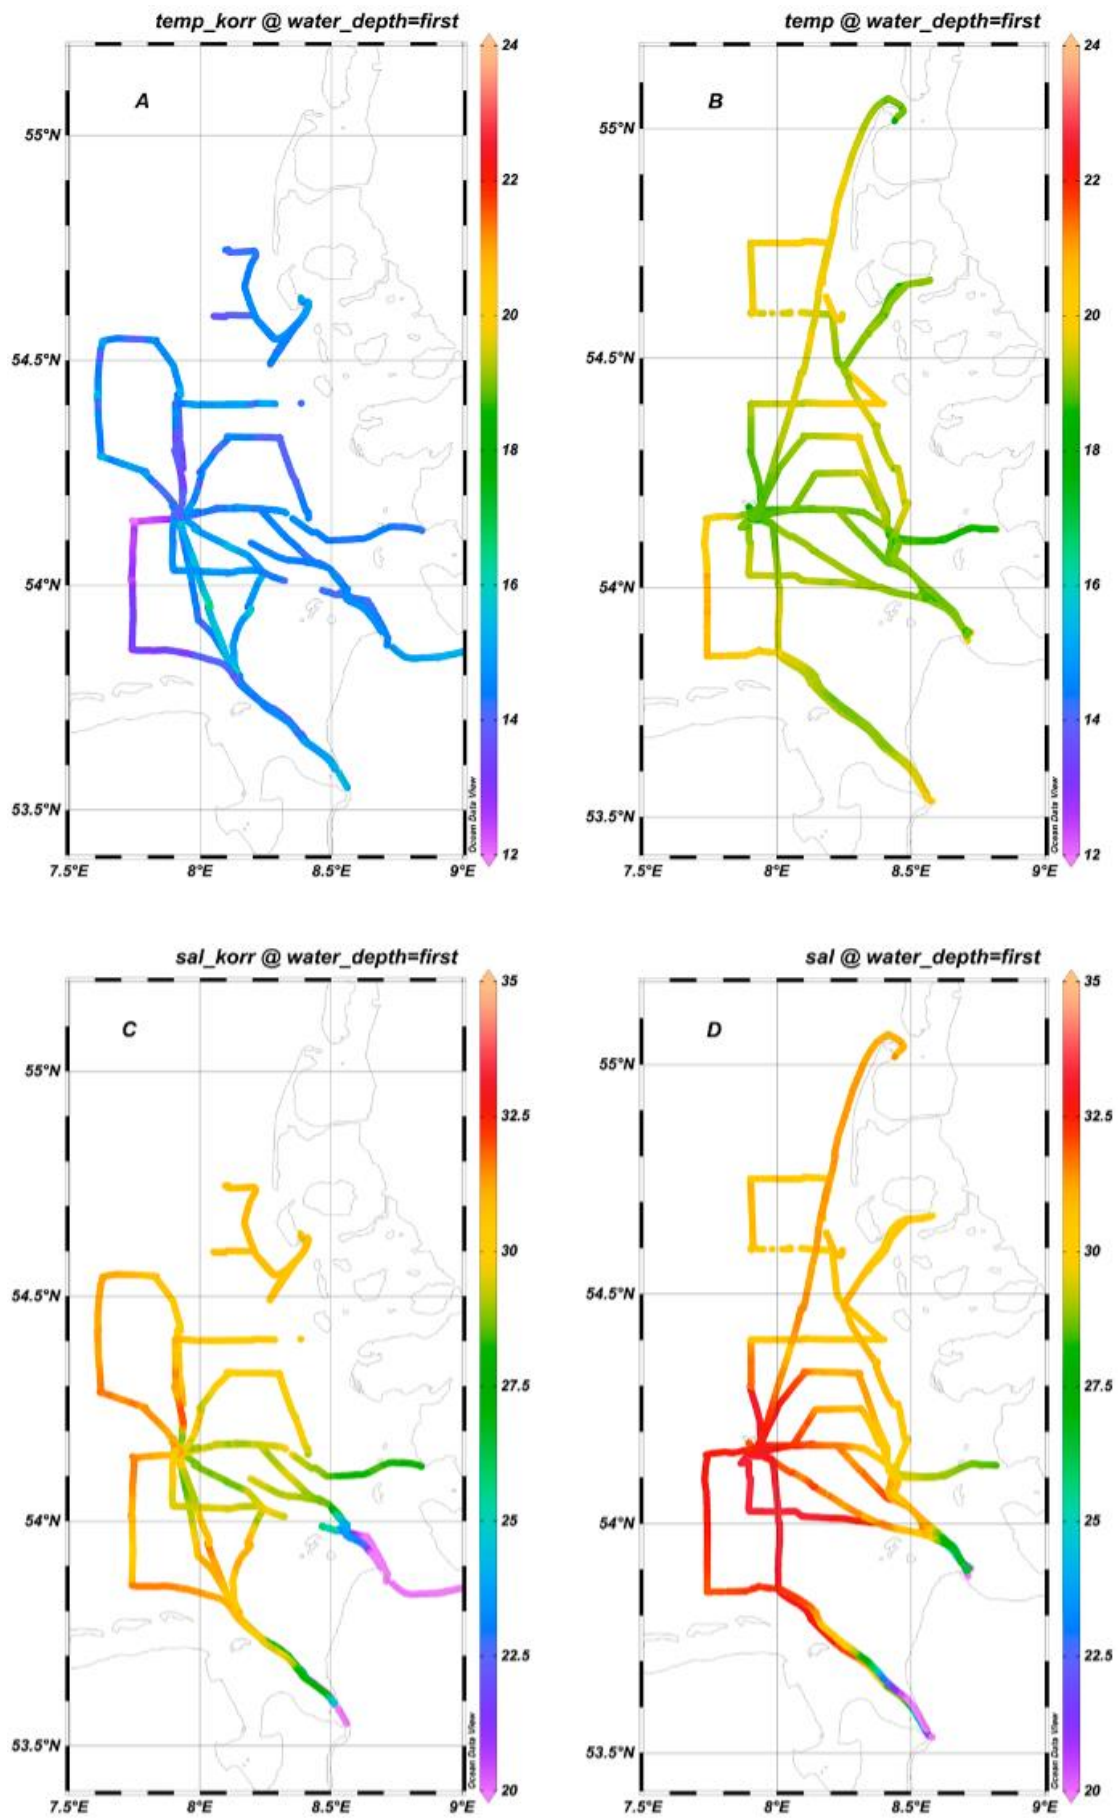 temp_korr @ water_depth=first
A
24
22
20
18
16
14
12
55°N
54.5°N
54°N
53.5°N
7.5°E
8°E
8.5°E
9°E
Ocean Data View
temp @ water_depth=first
B
24
22
20
18
16
14
12
55°N
54.5°N
54°N
53.5°N
7.5°E
8°E
8.5°E
9°E
Ocean Data View
sal_korr @ water_depth=first
C
35
32.5
30
27.5
25
22.5
20
55°N
54.5°N
54°N
53.5°N
7.5°E
8°E
8.5°E
9°E
Ocean Data View
sal @ water_depth=first
D
35
32.5
30
27.5
25
22.5
20
55°N
54.5°N
54°N
53.5°N
7.5°E
8°E
8.5°E
9°E
Ocean Data View